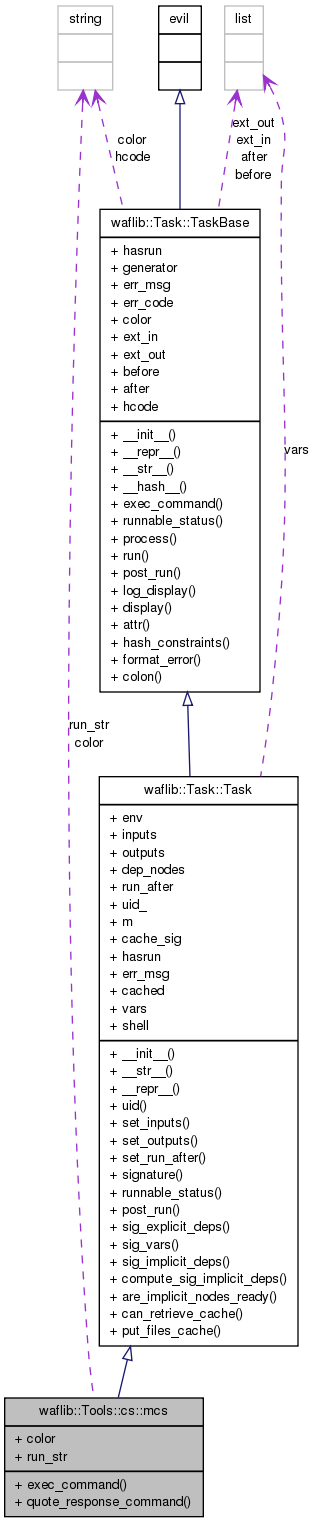 string
evil
list
color
hcode
ext_out
ext_in
after
before
waflib::Task::TaskBase
+ hasrun
+ generator
+ err_msg
+ err_code
+ color
+ ext_in
+ ext_out
+ before
+ after
+ hcode
+ __init__()
+ __repr__()
+ __str__()
+ __hash__()
+ exec_command()
+ runnable_status()
+ process()
+ run()
+ post_run()
+ log_display()
+ display()
+ attr()
+ hash_constraints()
+ format_error()
+ colon()
vars
run_str
color
waflib::Task::Task
+ env
+ inputs
+ outputs
+ dep_nodes
+ run_after
+ uid_
+ m
+ cache_sig
+ hasrun
+ err_msg
+ cached
+ vars
+ shell
+ __init__()
+ __str__()
+ __repr__()
+ uid()
+ set_inputs()
+ set_outputs()
+ set_run_after()
+ signature()
+ runnable_status()
+ post_run()
+ sig_explicit_deps()
+ sig_vars()
+ sig_implicit_deps()
+ compute_sig_implicit_deps()
+ are_implicit_nodes_ready()
+ can_retrieve_cache()
+ put_files_cache()
waflib::Tools::cs::mcs
+ color
+ run_str
+ exec_command()
+ quote_response_command()